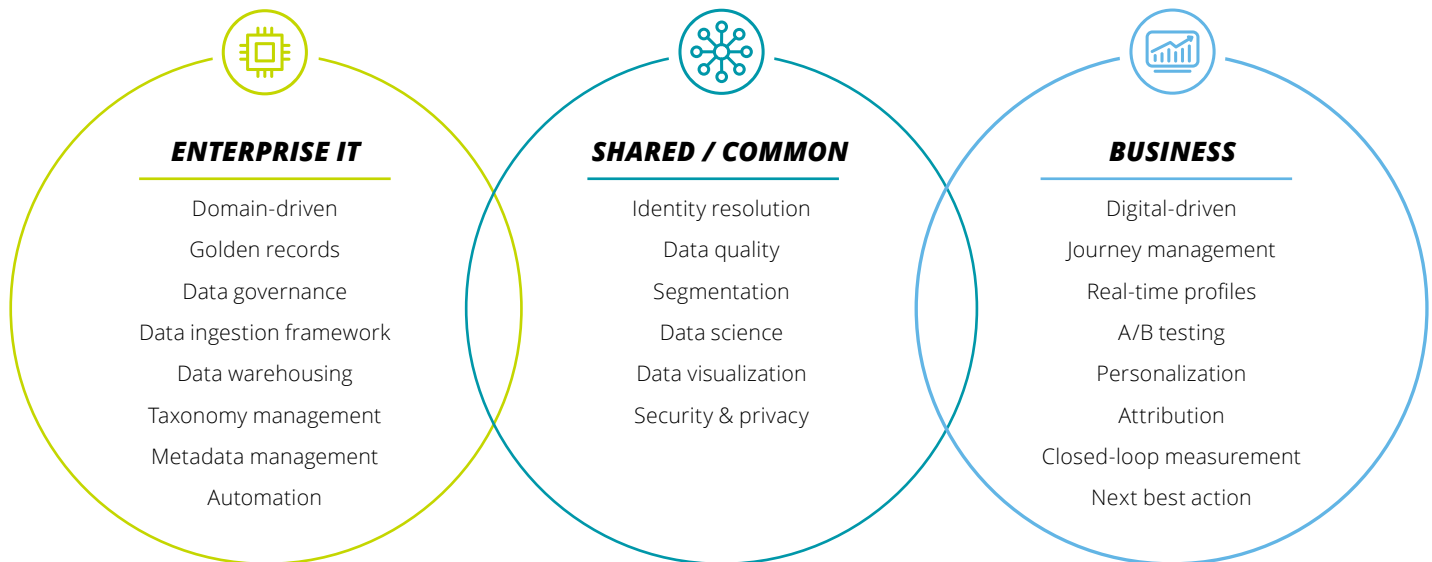 ENTERPRISE IT
Domain-driven
Golden records
Data governance
Data ingestion framework
Data warehousing
Taxonomy management
Metadata management
Automation
SHARED / COMMON
Identity resolution
Data quality
Segmentation
Data science
Data visualization
Security & privacy
BUSINESS
Digital-driven
Journey management
Real-time profiles
A/B testing
Personalization
Attribution
Closed-loop measurement
Next best action